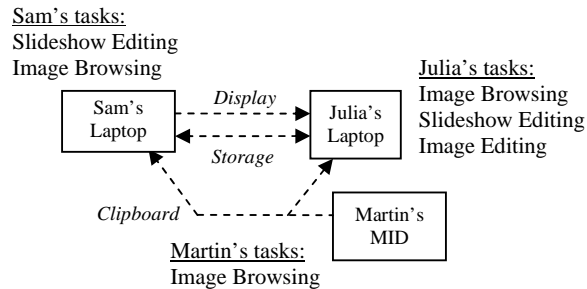 Sam's tasks:
Slideshow Editing
Image Browsing
Julia's tasks:
Image Browsing
Slideshow Editing
Image Editing
Sam's
Laptop
Display
Storage
Julia's
Laptop
Clipboard
Martin's
MID
Martin's tasks:
Image Browsing